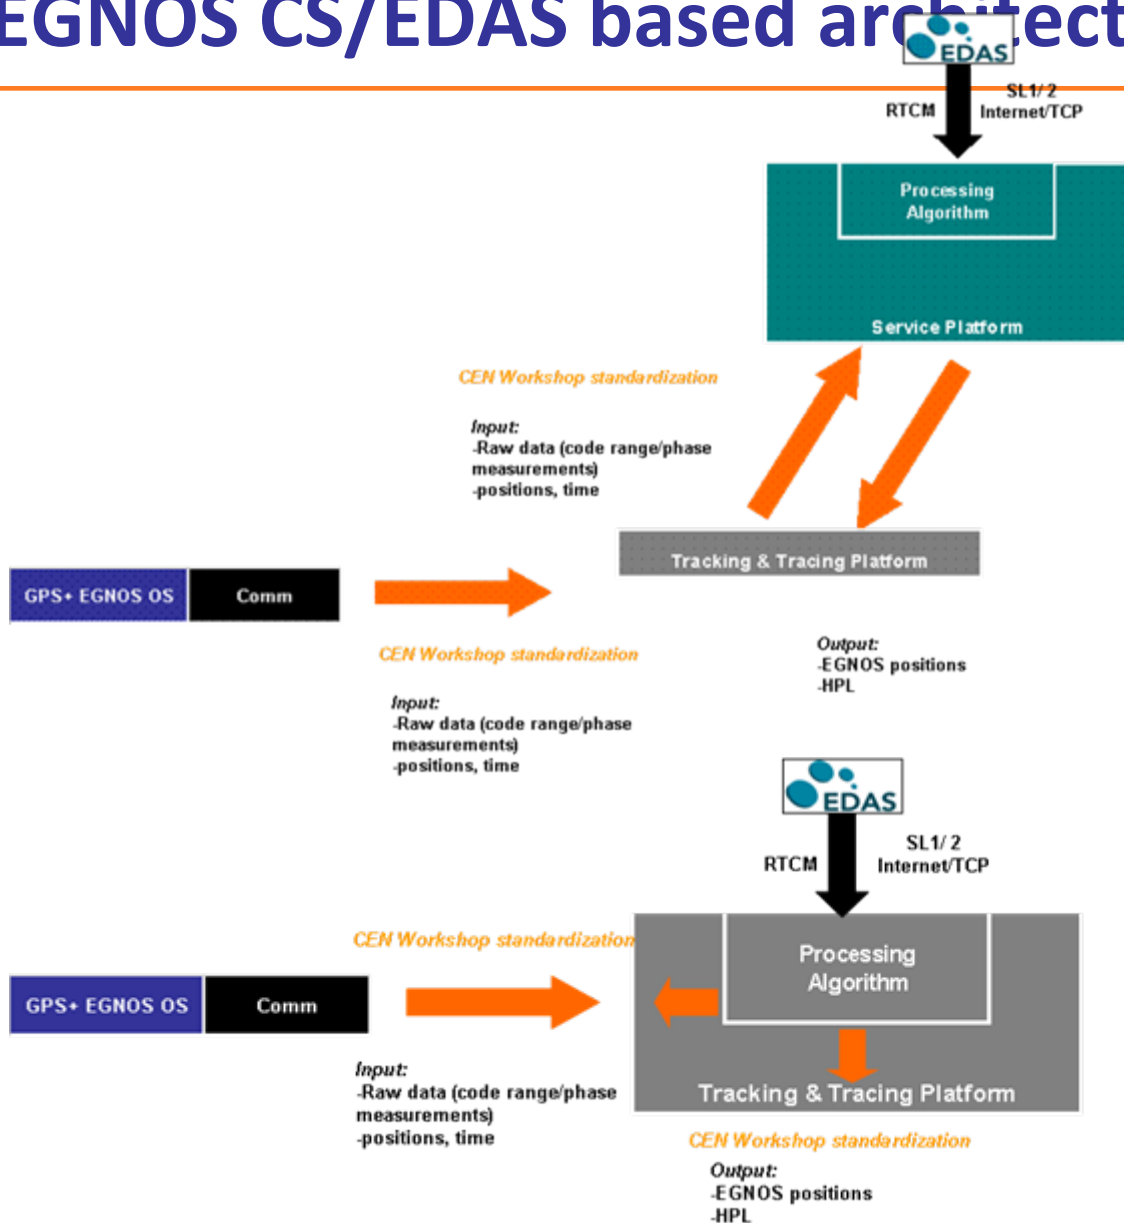 EGNOS CS/EDAS based architect
EDAS
RTCM
SL1/ 2
Internet/TCP
Processing
Algorithm
Service Platform
CEN Workshop standardization
Input:
-Raw data (code range/phase
measurements)
-positions, time
Tracking & Tracing Platform
GPS+ EGNOS OS
Comm
CEN Workshop standardization
Input:
-Raw data (code range/phase
measurements)
-positions, time
Output:
-EGNOS positions
-HPL
EDAS
RTCM
SL1/ 2
Internet/TCP
CEN Workshop standardization
Processing
Algorithm
GPS+ EGNOS OS
Comm
Input:
-Raw data (code range/phase
measurements)
-positions, time
Tracking & Tracing Platform
CEN Workshop standardization
Output:
-EGNOS positions
-HPL